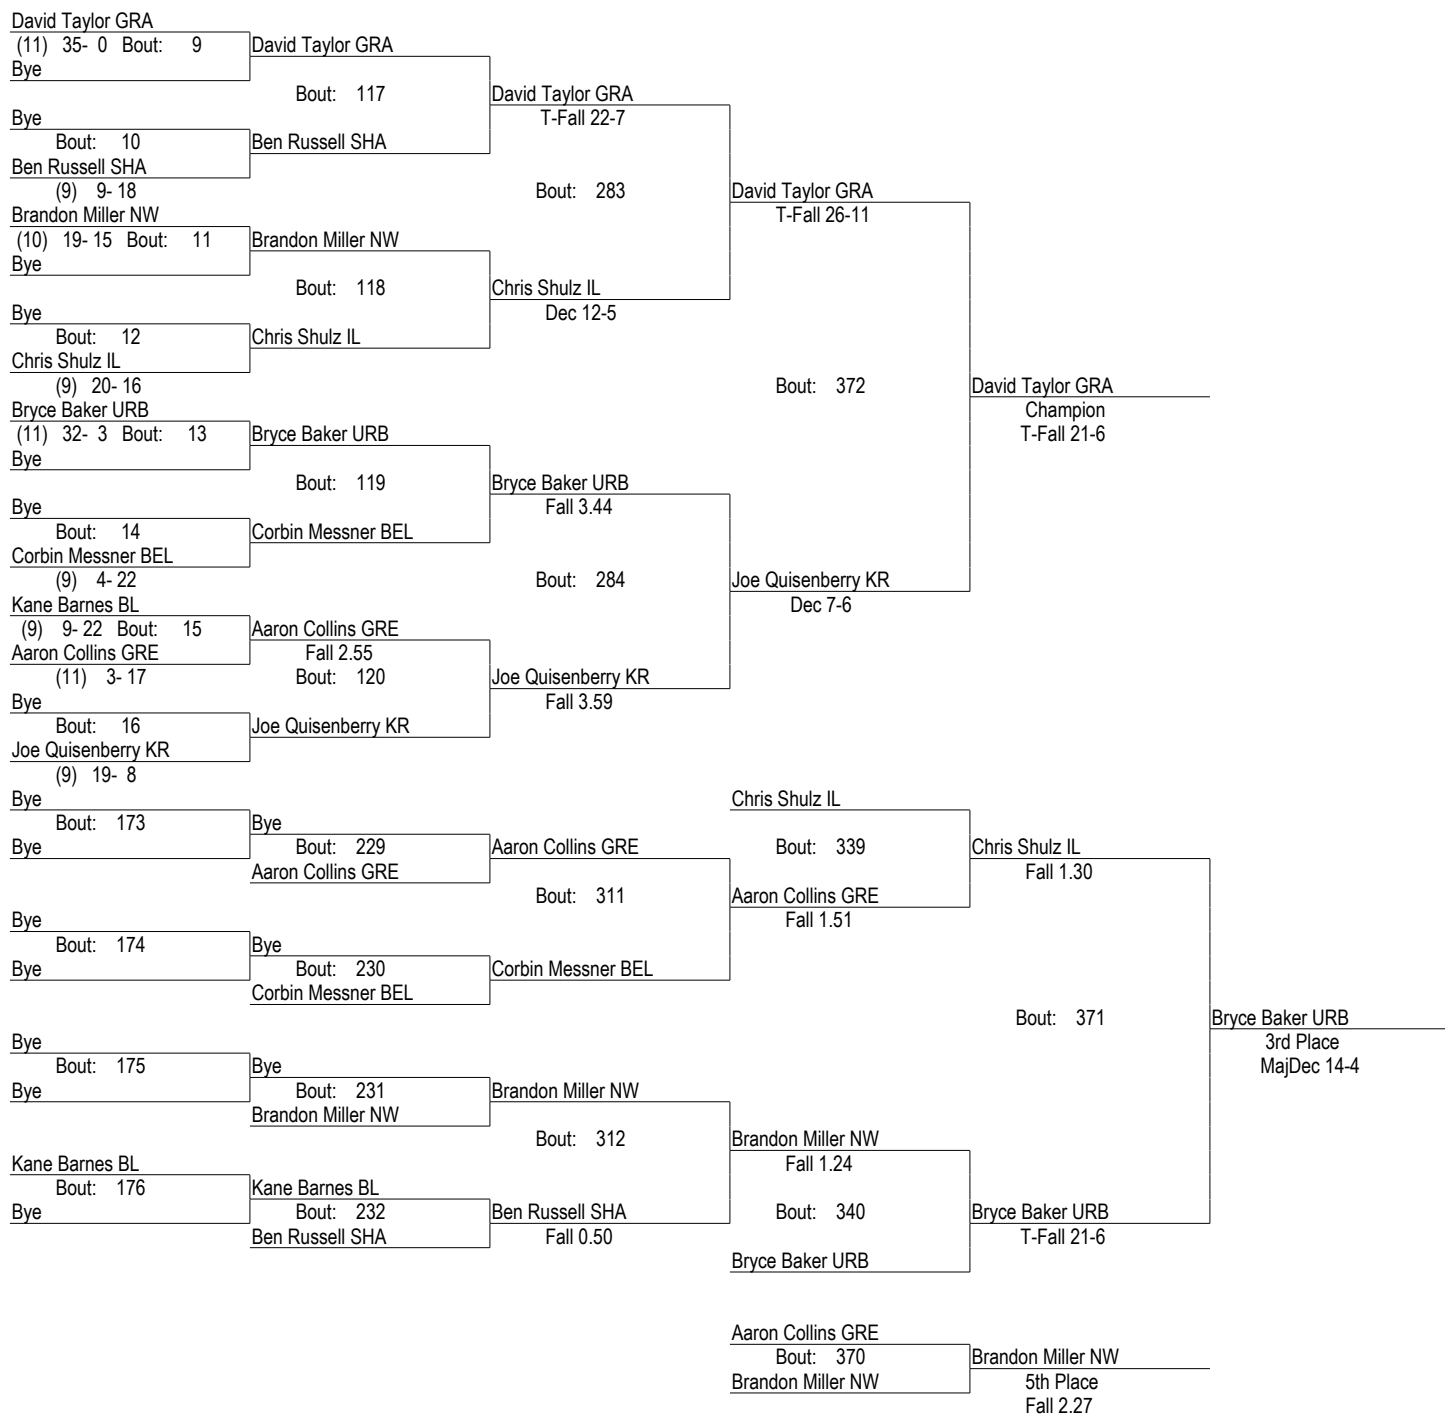 David Taylor GRA
(11) 35- 0 Bout: 9
David Taylor GRA
Bye
Bout: 117
David Taylor GRA
Bye
T-Fall 22-7
Bout: 10
Ben Russell SHA
Ben Russell SHA
(9) 9- 18
Bout: 283
David Taylor GRA
Brandon Miller NW
T-Fall 26-11
(10) 19- 15 Bout: 11
Brandon Miller NW
Bye
Bout: 118
Chris Shulz IL
Bye
Dec 12-5
Bout: 12
Chris Shulz IL
Chris Shulz IL
(9) 20- 16
Bout: 372
David Taylor GRA
Bryce Baker URB
Champion
(11) 32- 3 Bout: 13
Bryce Baker URB
T-Fall 21-6
Bye
Bout: 119
Bryce Baker URB
Bye
Fall 3.44
Bout: 14
Corbin Messner BEL
Corbin Messner BEL
(9) 4- 22
Bout: 284
Joe Quisenberry KR
Kane Barnes BL
Dec 7-6
(9) 9- 22 Bout: 15
Aaron Collins GRE
Aaron Collins GRE
Fall 2.55
(11) 3- 17
Bout: 120
Joe Quisenberry KR
Bye
Fall 3.59
Bout: 16
Joe Quisenberry KR
Joe Quisenberry KR
(9) 19- 8
Bye
Chris Shulz IL
Bout: 173
Bye
Bye
Bout: 229
Aaron Collins GRE
Bout: 339
Chris Shulz IL
Aaron Collins GRE
Fall 1.30
Bout: 311
Aaron Collins GRE
Bye
Fall 1.51
Bout: 174
Bye
Bye
Bout: 230
Corbin Messner BEL
Corbin Messner BEL
Bout: 371
Bryce Baker URB
Bye
3rd Place
Bout: 175
Bye
MajDec 14-4
Bye
Bout: 231
Brandon Miller NW
Brandon Miller NW
Bout: 312
Brandon Miller NW
Kane Barnes BL
Fall 1.24
Bout: 176
Kane Barnes BL
Bye
Bout: 232
Ben Russell SHA
Bout: 340
Bryce Baker URB
Ben Russell SHA
Fall 0.50
T-Fall 21-6
Bryce Baker URB
Aaron Collins GRE
Bout: 370
Brandon Miller NW
Brandon Miller NW
5th Place
Fall 2.27